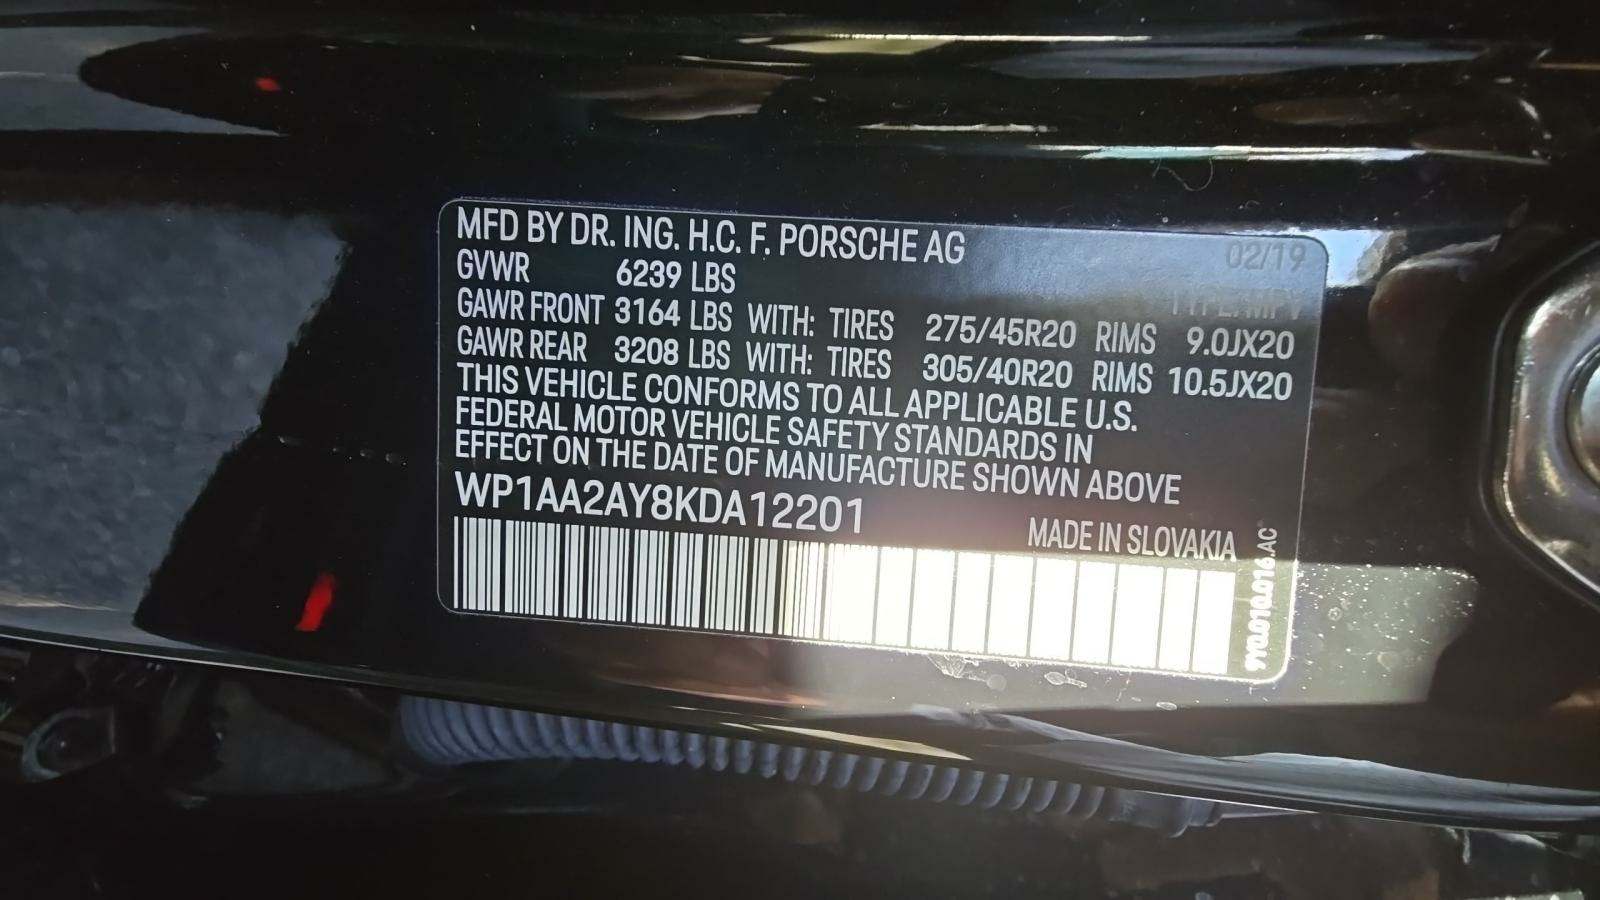 MFD BY DR. ING. H.C. F. PORSCHE AG 02/19
GVWR 6239 LBS TYPE:MPV
GAWR FRONT 3164 LBS WITH: TIRES 275/45R20 RIMS 9.0JX20
GAWR REAR 3208 LBS WITH: TIRES 305/40R20 RIMS 10.5JX20
THIS VEHICLE CONFORMS TO ALL APPLICABLE U.S.
FEDERAL MOTOR VEHICLE SAFETY STANDARDS IN
EFFECT ON THE DATE OF MANUFACTURE SHOWN ABOVE
WP1AA2AY8KDA12201
MADE IN SLOVAKIA